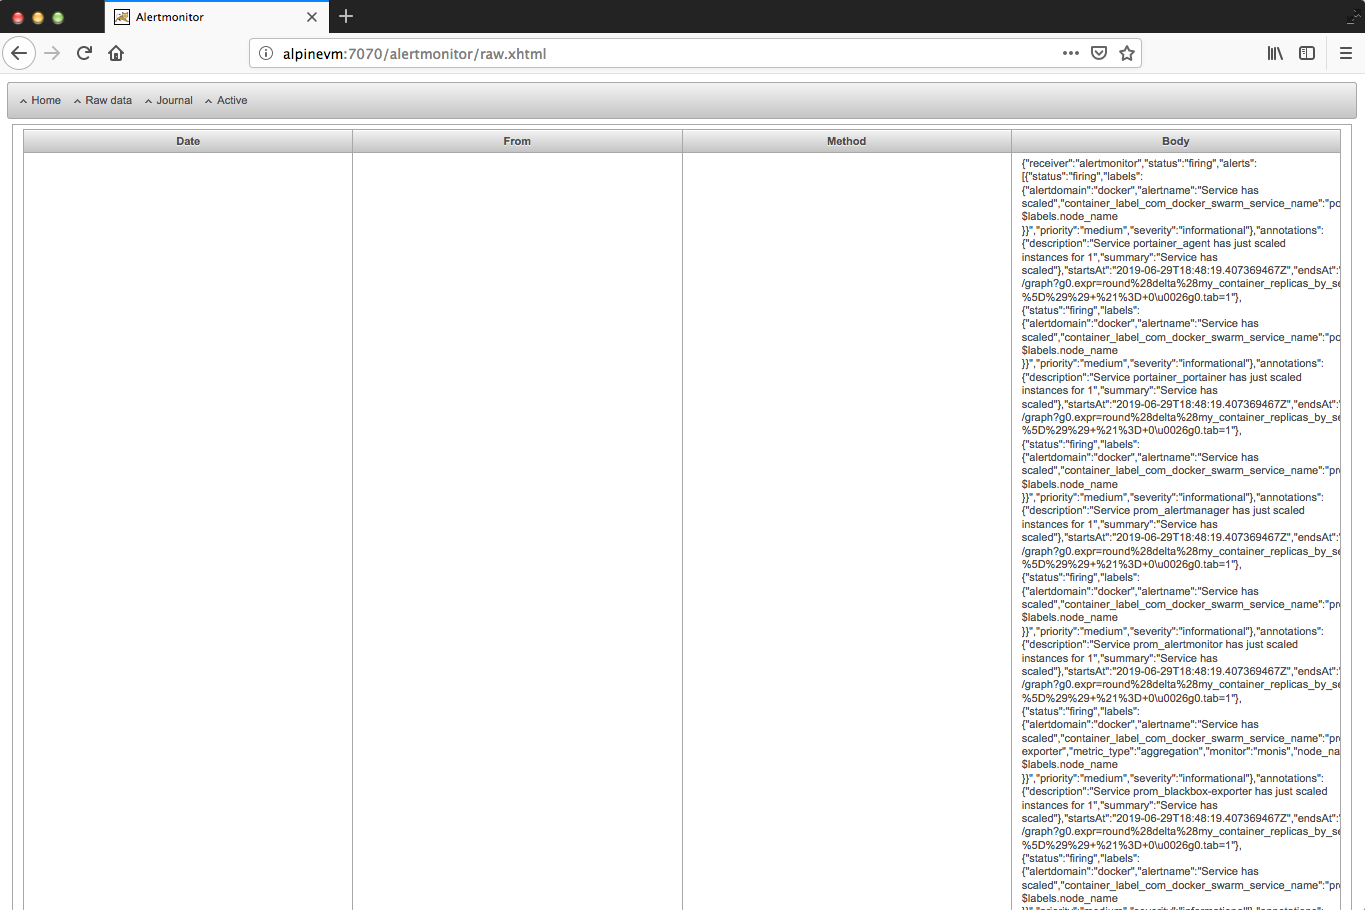 Alertmonitor
alpinevm:7070/alertmonitor/raw.xhtml
Home Raw data Journal Active
Date From Method Body
{"receiver":"alertmonitor","status":"firing","alerts":
[{"status":"firing","labels":
{"alertdomain":"docker","alertname":"Service has
scaled","container_label_com_docker_swarm_service_name":"po
$labels.node_name
}}","priority":"medium","severity":"informational"},"annotations":
{"description":"Service portainer_agent has just scaled
instances for 1","summary":"Service has
scaled"},"startsAt":"2019-06-29T18:48:19.407369467Z","endsAt":"
/graph?g0.expr=round%28delta%28my_container_replicas_by_se
%5D%29%29+%21%3D+0\u0026g0.tab=1"},
{"status":"firing","labels":
{"alertdomain":"docker","alertname":"Service has
scaled","container_label_com_docker_swarm_service_name":"po
$labels.node_name
}}","priority":"medium","severity":"informational"},"annotations":
{"description":"Service portainer_portainer has just scaled
instances for 1","summary":"Service has
scaled"},"startsAt":"2019-06-29T18:48:19.407369467Z","endsAt":"
/graph?g0.expr=round%28delta%28my_container_replicas_by_se
%5D%29%29+%21%3D+0\u0026g0.tab=1"},
{"status":"firing","labels":
{"alertdomain":"docker","alertname":"Service has
scaled","container_label_com_docker_swarm_service_name":"pro
$labels.node_name
}}","priority":"medium","severity":"informational"},"annotations":
{"description":"Service prom_alertmanager has just scaled
instances for 1","summary":"Service has
scaled"},"startsAt":"2019-06-29T18:48:19.407369467Z","endsAt":"
/graph?g0.expr=round%28delta%28my_container_replicas_by_se
%5D%29%29+%21%3D+0\u0026g0.tab=1"},
{"status":"firing","labels":
{"alertdomain":"docker","alertname":"Service has
scaled","container_label_com_docker_swarm_service_name":"pro
$labels.node_name
}}","priority":"medium","severity":"informational"},"annotations":
{"description":"Service prom_alertmonitor has just scaled
instances for 1","summary":"Service has
scaled"},"startsAt":"2019-06-29T18:48:19.407369467Z","endsAt":"
/graph?g0.expr=round%28delta%28my_container_replicas_by_se
%5D%29%29+%21%3D+0\u0026g0.tab=1"},
{"status":"firing","labels":
{"alertdomain":"docker","alertname":"Service has
scaled","container_label_com_docker_swarm_service_name":"pro
exporter","metric_type":"aggregation","monitor":"monis","node_na
$labels.node_name
}}","priority":"medium","severity":"informational"},"annotations":
{"description":"Service prom_blackbox-exporter has just scaled
instances for 1","summary":"Service has
scaled"},"startsAt":"2019-06-29T18:48:19.407369467Z","endsAt":"
/graph?g0.expr=round%28delta%28my_container_replicas_by_se
%5D%29%29+%21%3D+0\u0026g0.tab=1"},
{"status":"firing","labels":
{"alertdomain":"docker","alertname":"Service has
scaled","container_label_com_docker_swarm_service_name":"pro
$labels.node_name
}}","priority":"medium","severity":"informational"},"annotations":